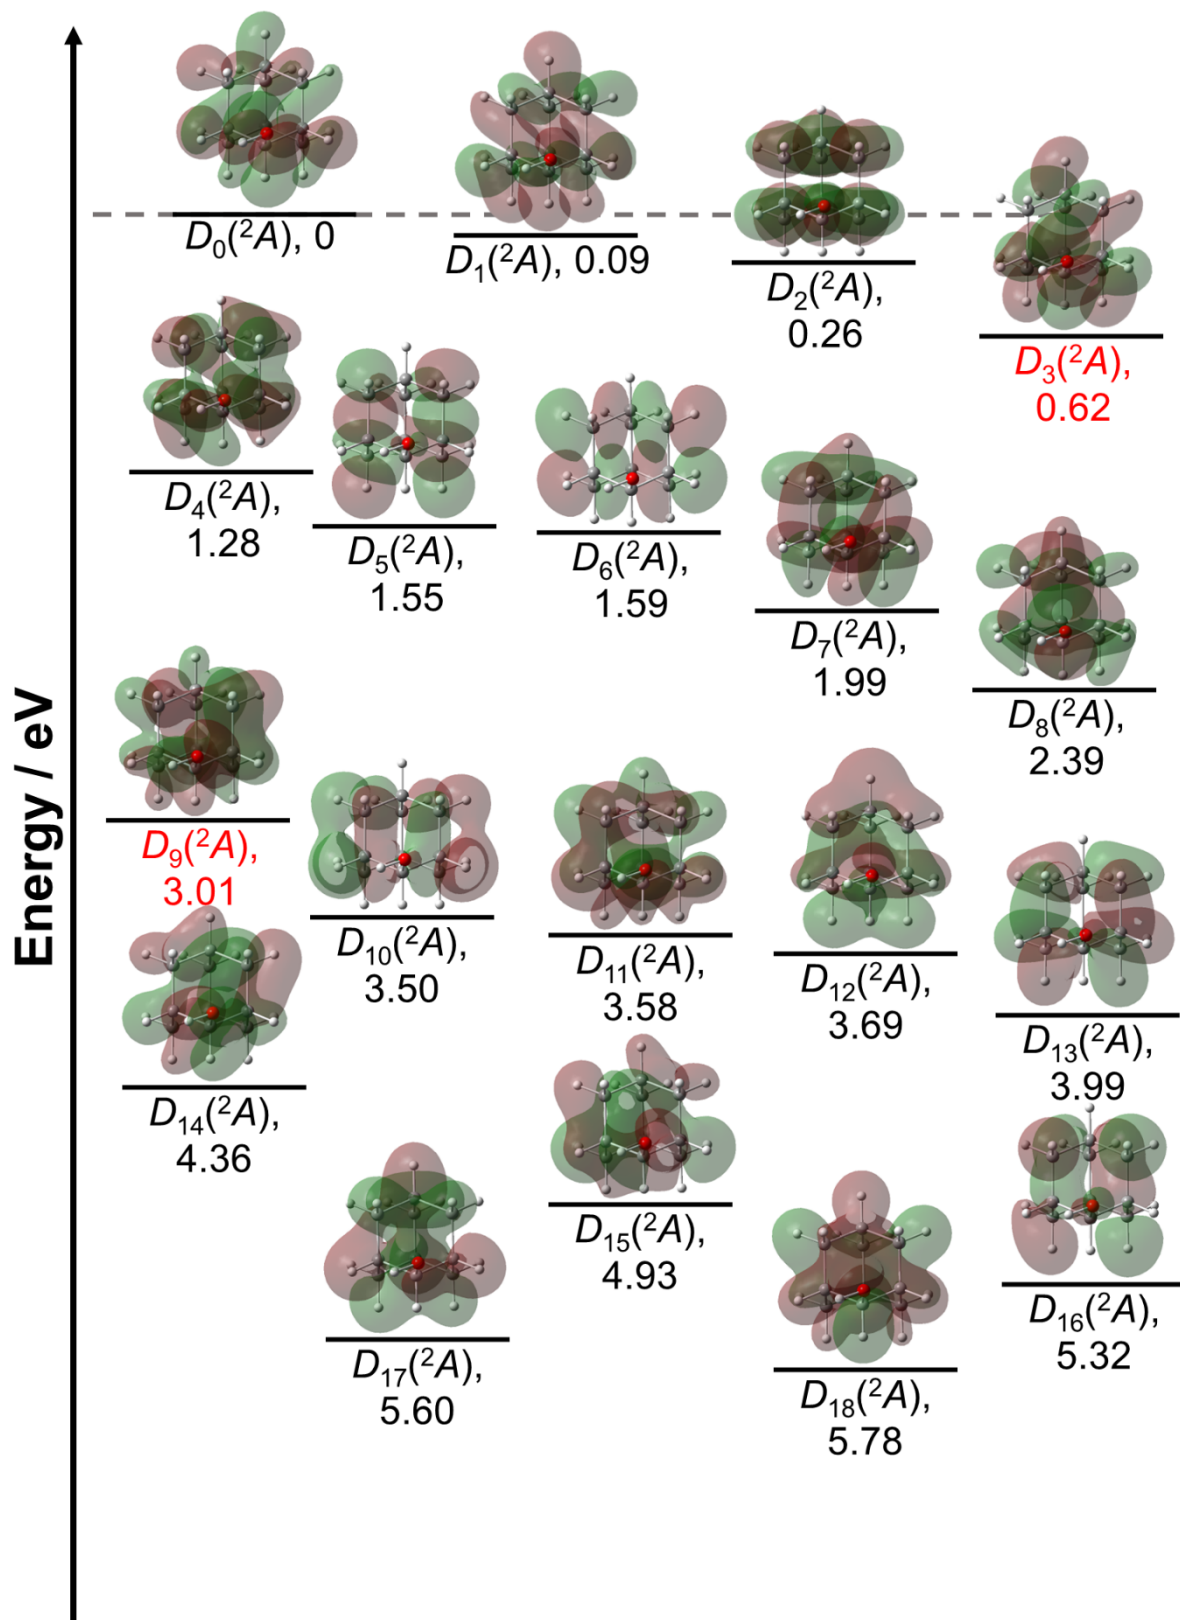 Energy / eV
D₀(²A), 0
D₁(²A), 0.09
D₂(²A),
0.26
D₃(²A),
0.62
D₄(²A),
1.28
D₅(²A),
1.55
D₆(²A),
1.59
D₇(²A),
1.99
D₈(²A),
2.39
D₉(²A),
3.01
D₁₀(²A),
3.50
D₁₁(²A),
3.58
D₁₂(²A),
3.69
D₁₃(²A),
3.99
D₁₄(²A),
4.36
D₁₅(²A),
4.93
D₁₆(²A),
5.32
D₁₇(²A),
5.60
D₁₈(²A),
5.78